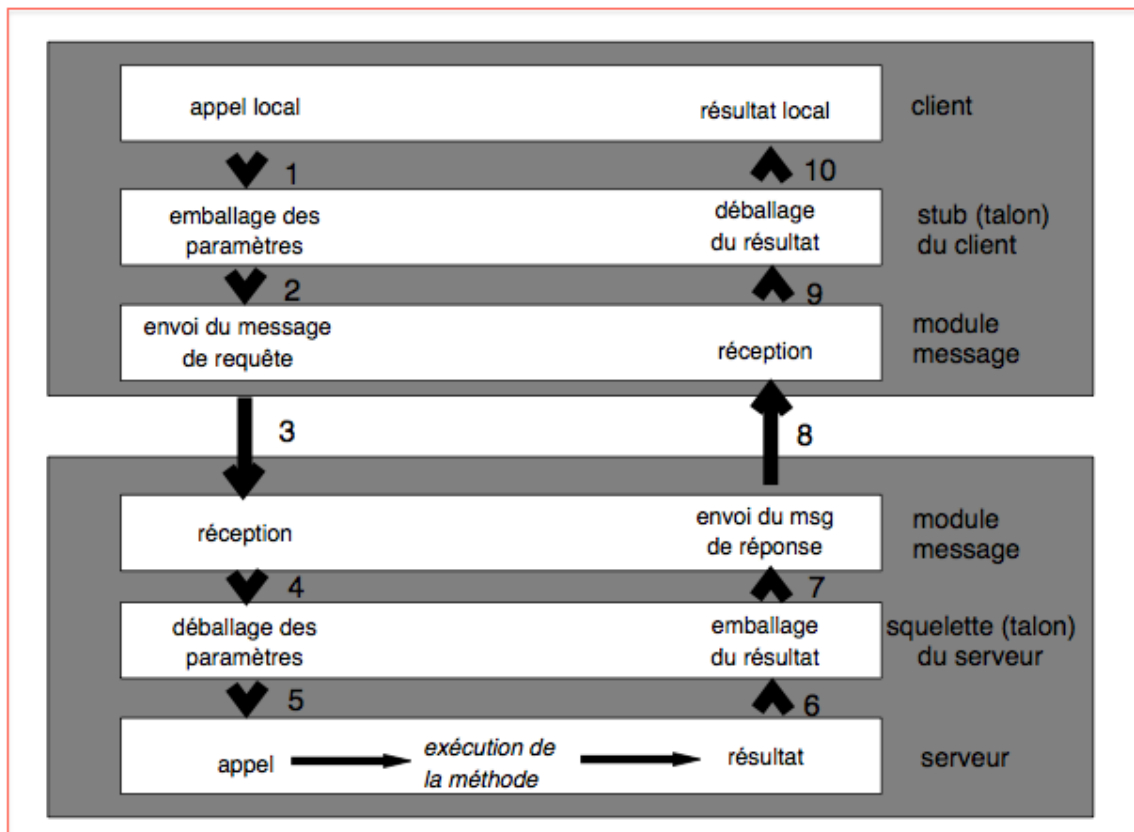 appel local
résultat local
client
1
10
emballage des
paramètres
déballage
du résultat
stub (talon)
du client
2
9
envoi du message
de requête
réception
module
message
3
8
réception
envoi du msg
de réponse
module
message
4
7
déballage des
paramètres
emballage
du résultat
squelette (talon)
du serveur
5
6
appel
exécution de
la méthode
résultat
serveur